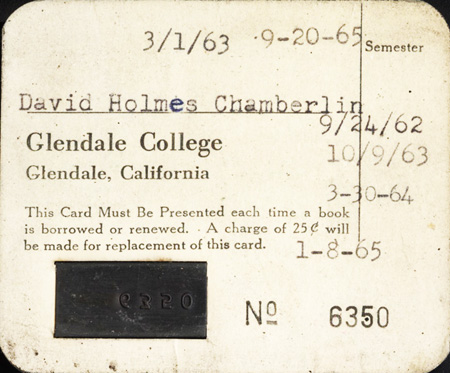 3/1/63 9-20-65 Semester
David Holmes Chamberlin
9/24/62
Glendale College
10/9/63
Glendale, California
3-30-64
This Card Must Be Presented each time a book
is borrowed or renewed. A charge of 25¢ will
be made for replacement of this card.
1-8-65
Nº 6350